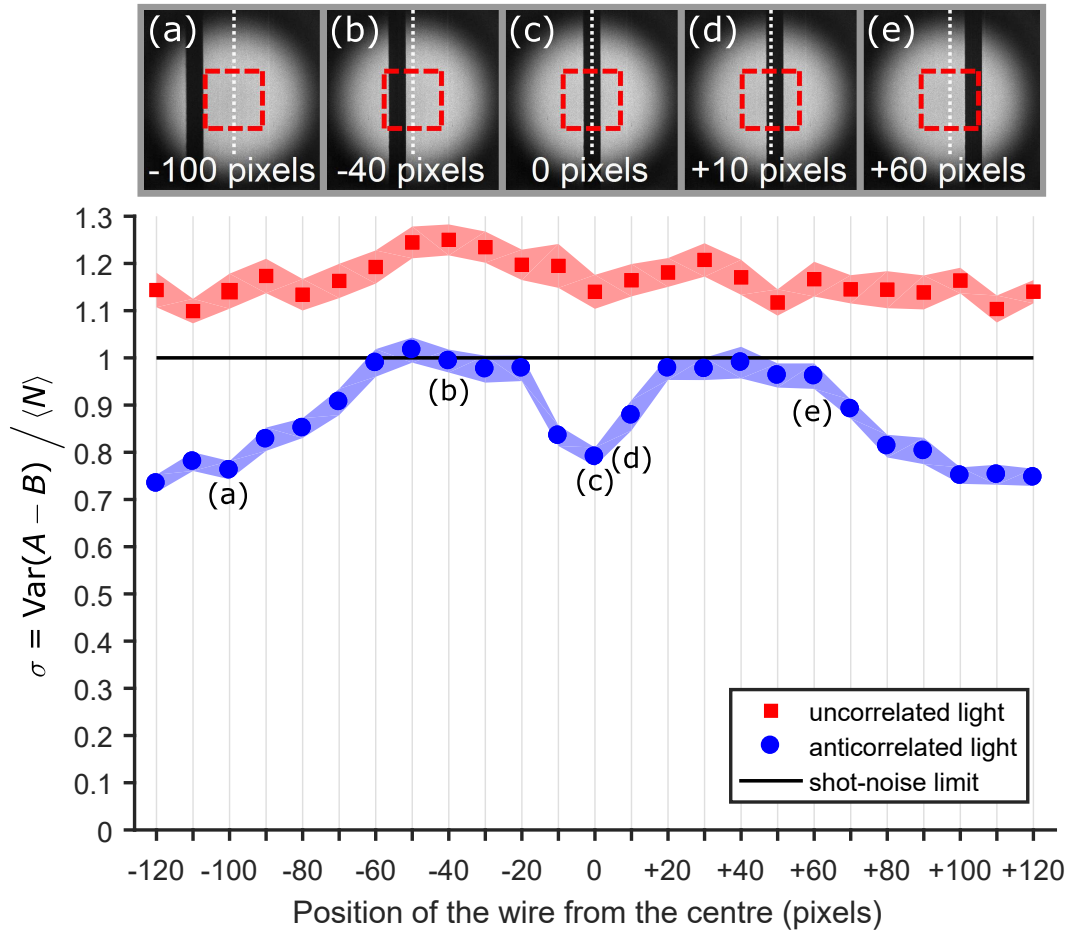 (a) (b) (c) (d) (e)
-100 pixels -40 pixels 0 pixels +10 pixels +60 pixels
1.3
1.2
1.1
1
0.9
0.8
0.7
0.6
0.5
0.4
0.3
0.2
0.1
0
σ = Var(A − B) / ⟨N⟩
(a)
(b)
(c)
(d)
(e)
uncorrelated light
anticorrelated light
shot-noise limit
-120 -100 -80 -60 -40 -20 0 +20 +40 +60 +80 +100 +120
Position of the wire from the centre (pixels)